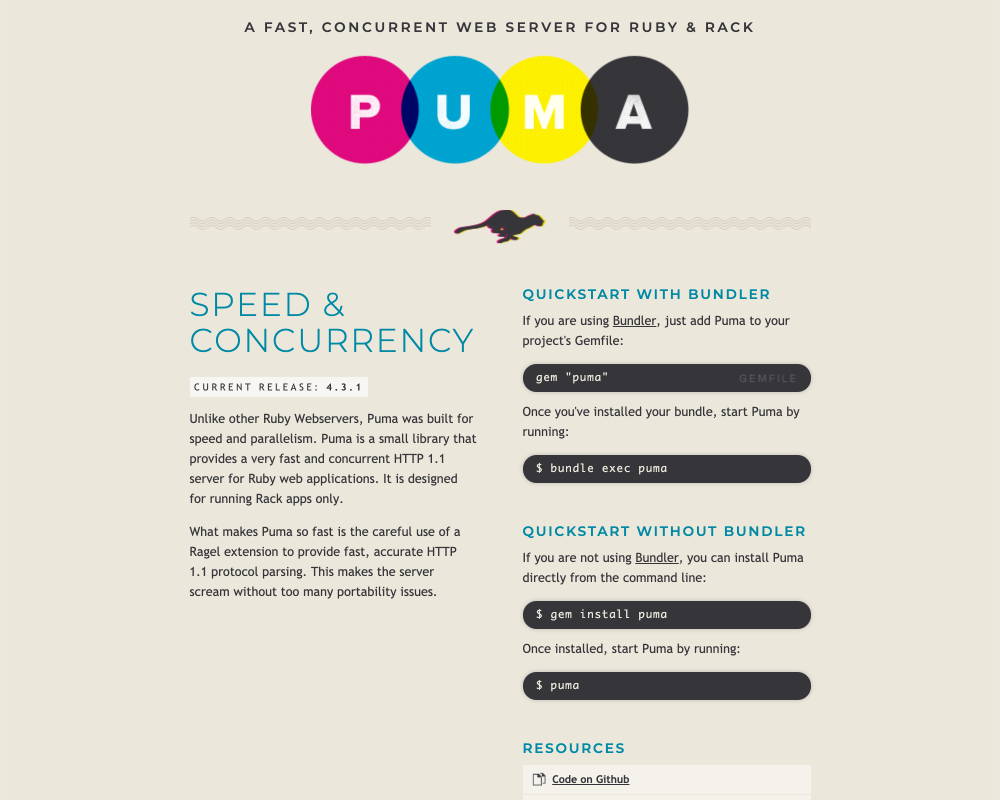 A FAST, CONCURRENT WEB SERVER FOR RUBY & RACK
PUMA
SPEED &
CONCURRENCY
CURRENT RELEASE: 4.3.1
Unlike other Ruby Webservers, Puma was built for
speed and parallelism. Puma is a small library that
provides a very fast and concurrent HTTP 1.1
server for Ruby web applications. It is designed
for running Rack apps only.
What makes Puma so fast is the careful use of a
Ragel extension to provide fast, accurate HTTP
1.1 protocol parsing. This makes the server
scream without too many portability issues.
QUICKSTART WITH BUNDLER
If you are using Bundler, just add Puma to your
project's Gemfile:
gem "puma" GEMFILE
Once you've installed your bundle, start Puma by
running:
$ bundle exec puma
QUICKSTART WITHOUT BUNDLER
If you are not using Bundler, you can install Puma
directly from the command line:
$ gem install puma
Once installed, start Puma by running:
$ puma
RESOURCES
Code on Github